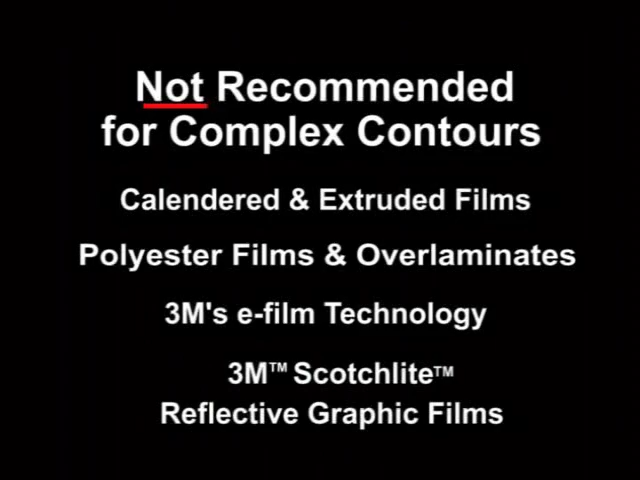 Not Recommended
for Complex Contours
Calendered & Extruded Films
Polyester Films & Overlaminates
3M's e-film Technology
3M™ Scotchlite™
Reflective Graphic Films